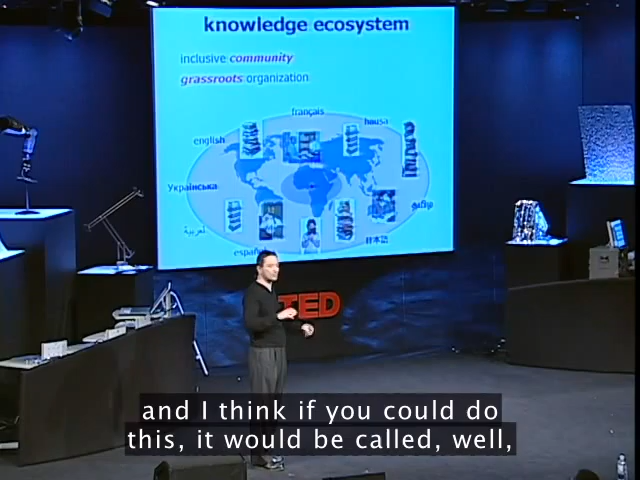 knowledge ecosystem
inclusive community
grassroots organization
français
hausa
english
Українська
தமிழ்
العربية
español
日本語
TED
and I think if you could do
this, it would be called, well,